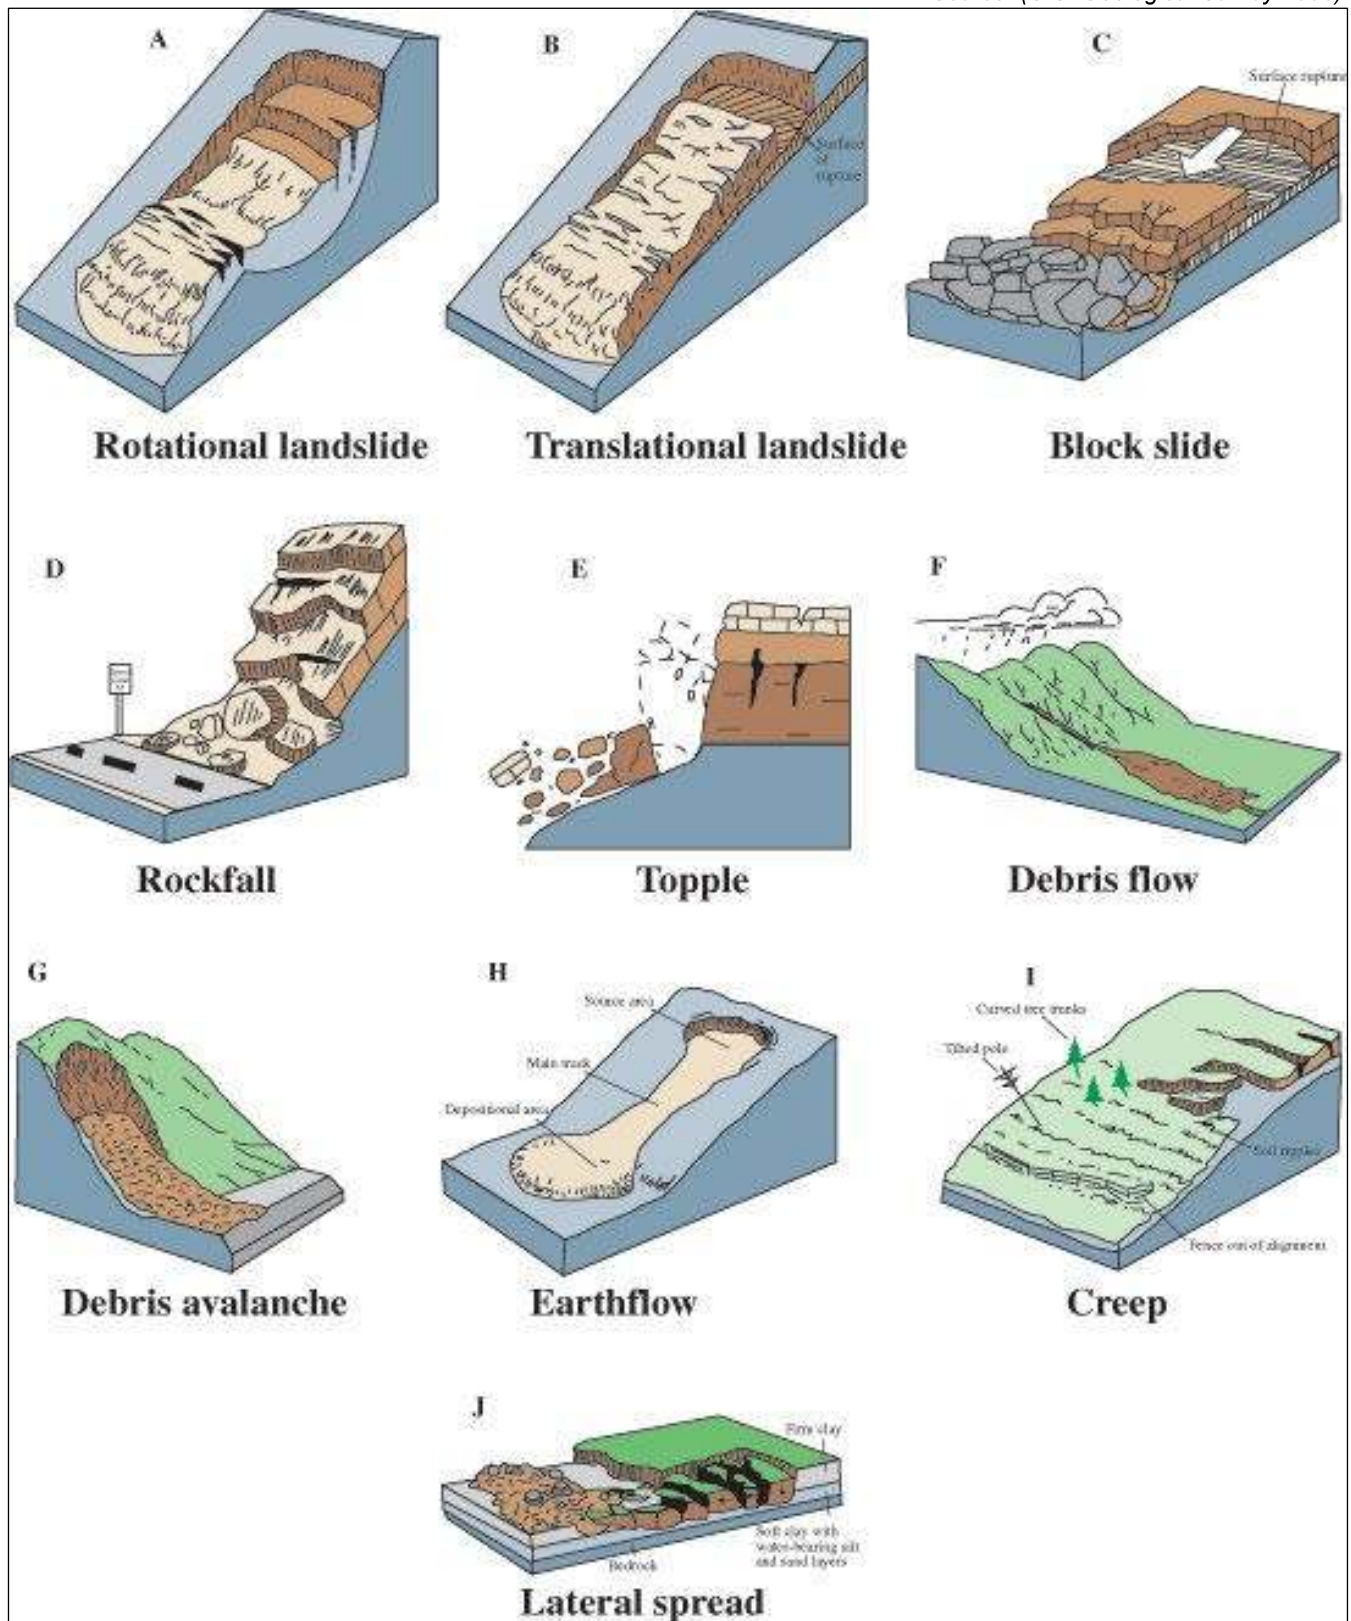 A
B
C
Surface rupture
Surface
of
rupture
Rotational landslide
Translational landslide
Block slide
D
E
F
Rockfall
Topple
Debris flow
G
H
I
Source area
Curved tree trunks
Main track
Tilted pole
Depositional area
Soil ripples
Fence out of alignment
Debris avalanche
Earthflow
Creep
J
Firm clay
Soft clay with
water-bearing silt
and sand layers
Bedrock
Lateral spread